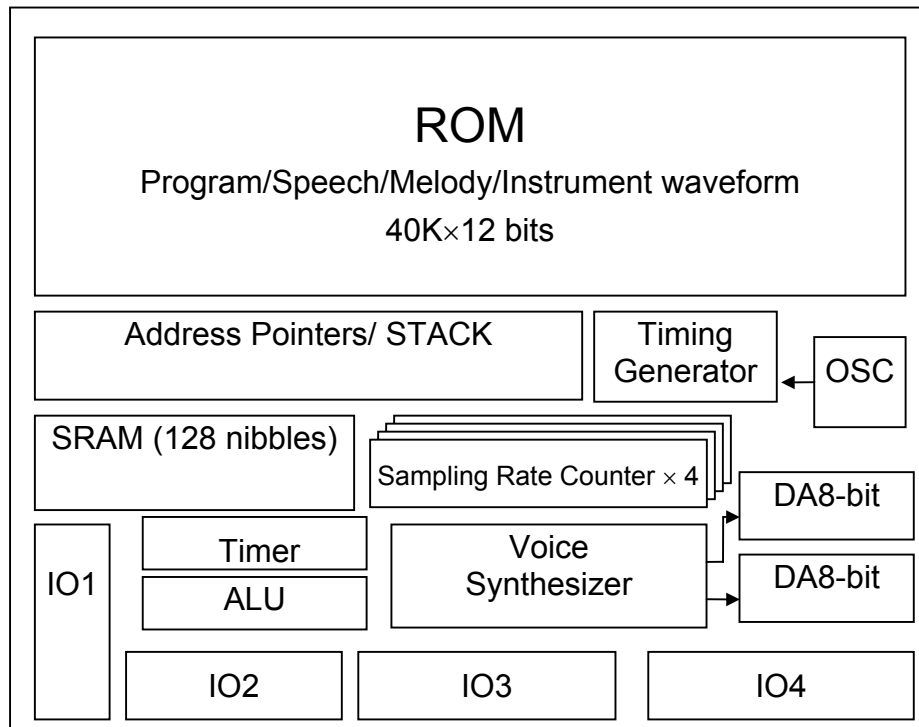 ROM
Program/Speech/Melody/Instrument waveform
40K×12 bits
Address Pointers/ STACK
Timing
Generator
OSC
SRAM (128 nibbles)
Sampling Rate Counter × 4
DA8-bit
IO1
Timer
Voice
Synthesizer
DA8-bit
ALU
IO2
IO3
IO4